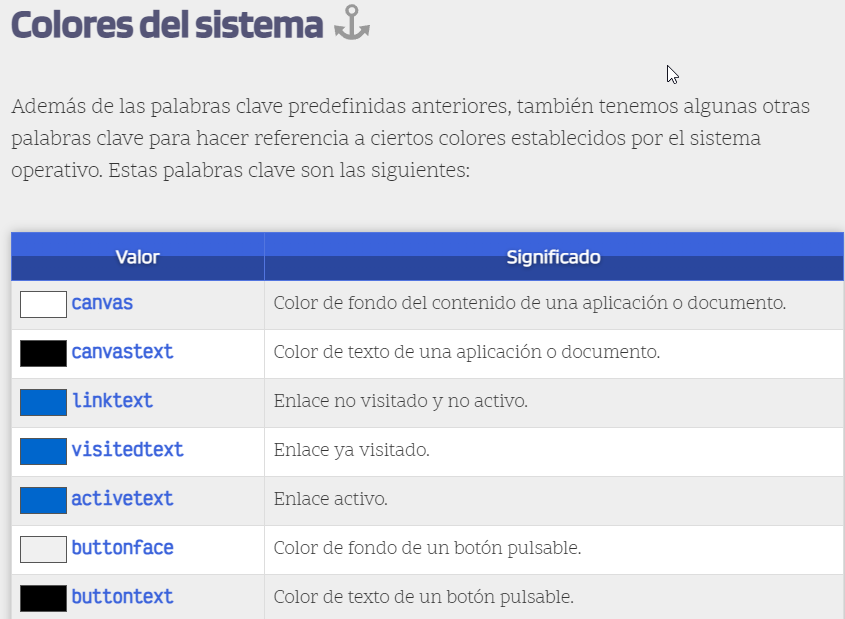 Colores del sistema
Además de las palabras clave predefinidas anteriores, también tenemos algunas otras
palabras clave para hacer referencia a ciertos colores establecidos por el sistema
operativo. Estas palabras clave son las siguientes:
Valor Significado
canvas Color de fondo del contenido de una aplicación o documento.
canvastext Color de texto de una aplicación o documento.
linktext Enlace no visitado y no activo.
visitedtext Enlace ya visitado.
activetext Enlace activo.
buttonface Color de fondo de un botón pulsable.
buttontext Color de texto de un botón pulsable.